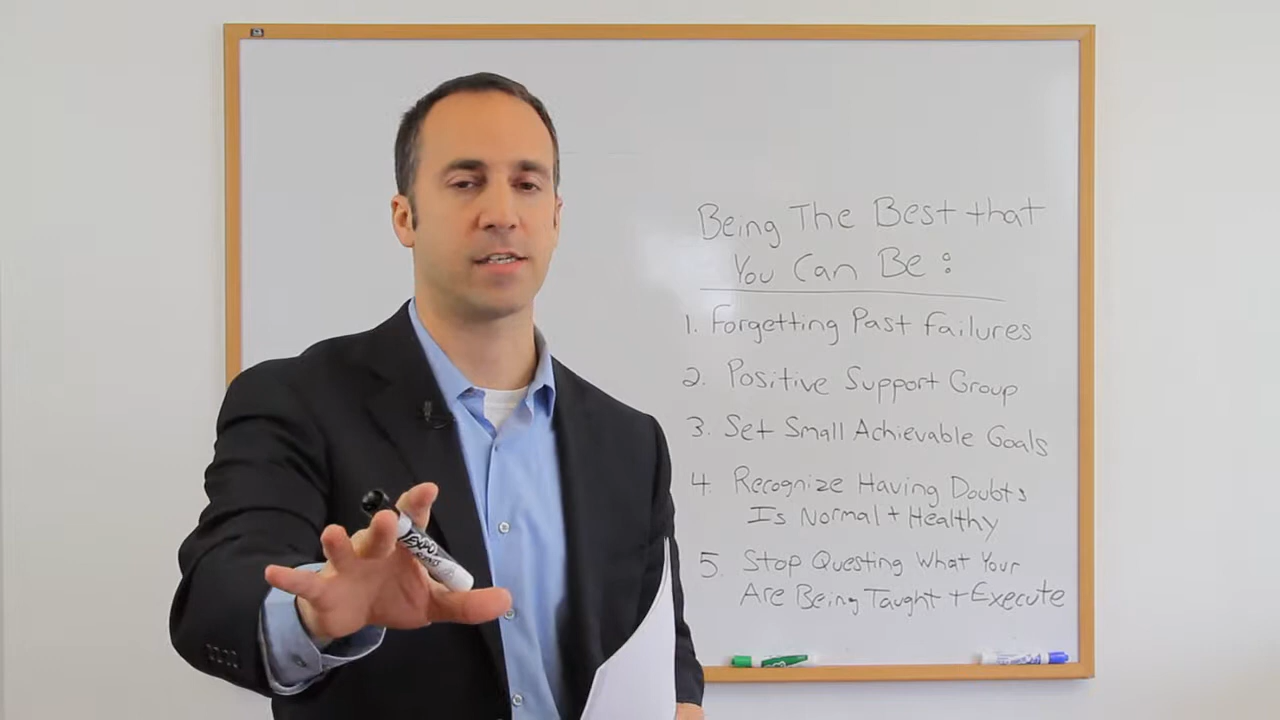 Being The Best that
You Can Be:
1. Forgetting Past Failures
2. Positive Support Group
3. Set Small Achievable Goals
4. Recognize Having Doubts
Is Normal + Healthy
5. Stop Questing What Your
Are Being Taught + Execute
EXPO